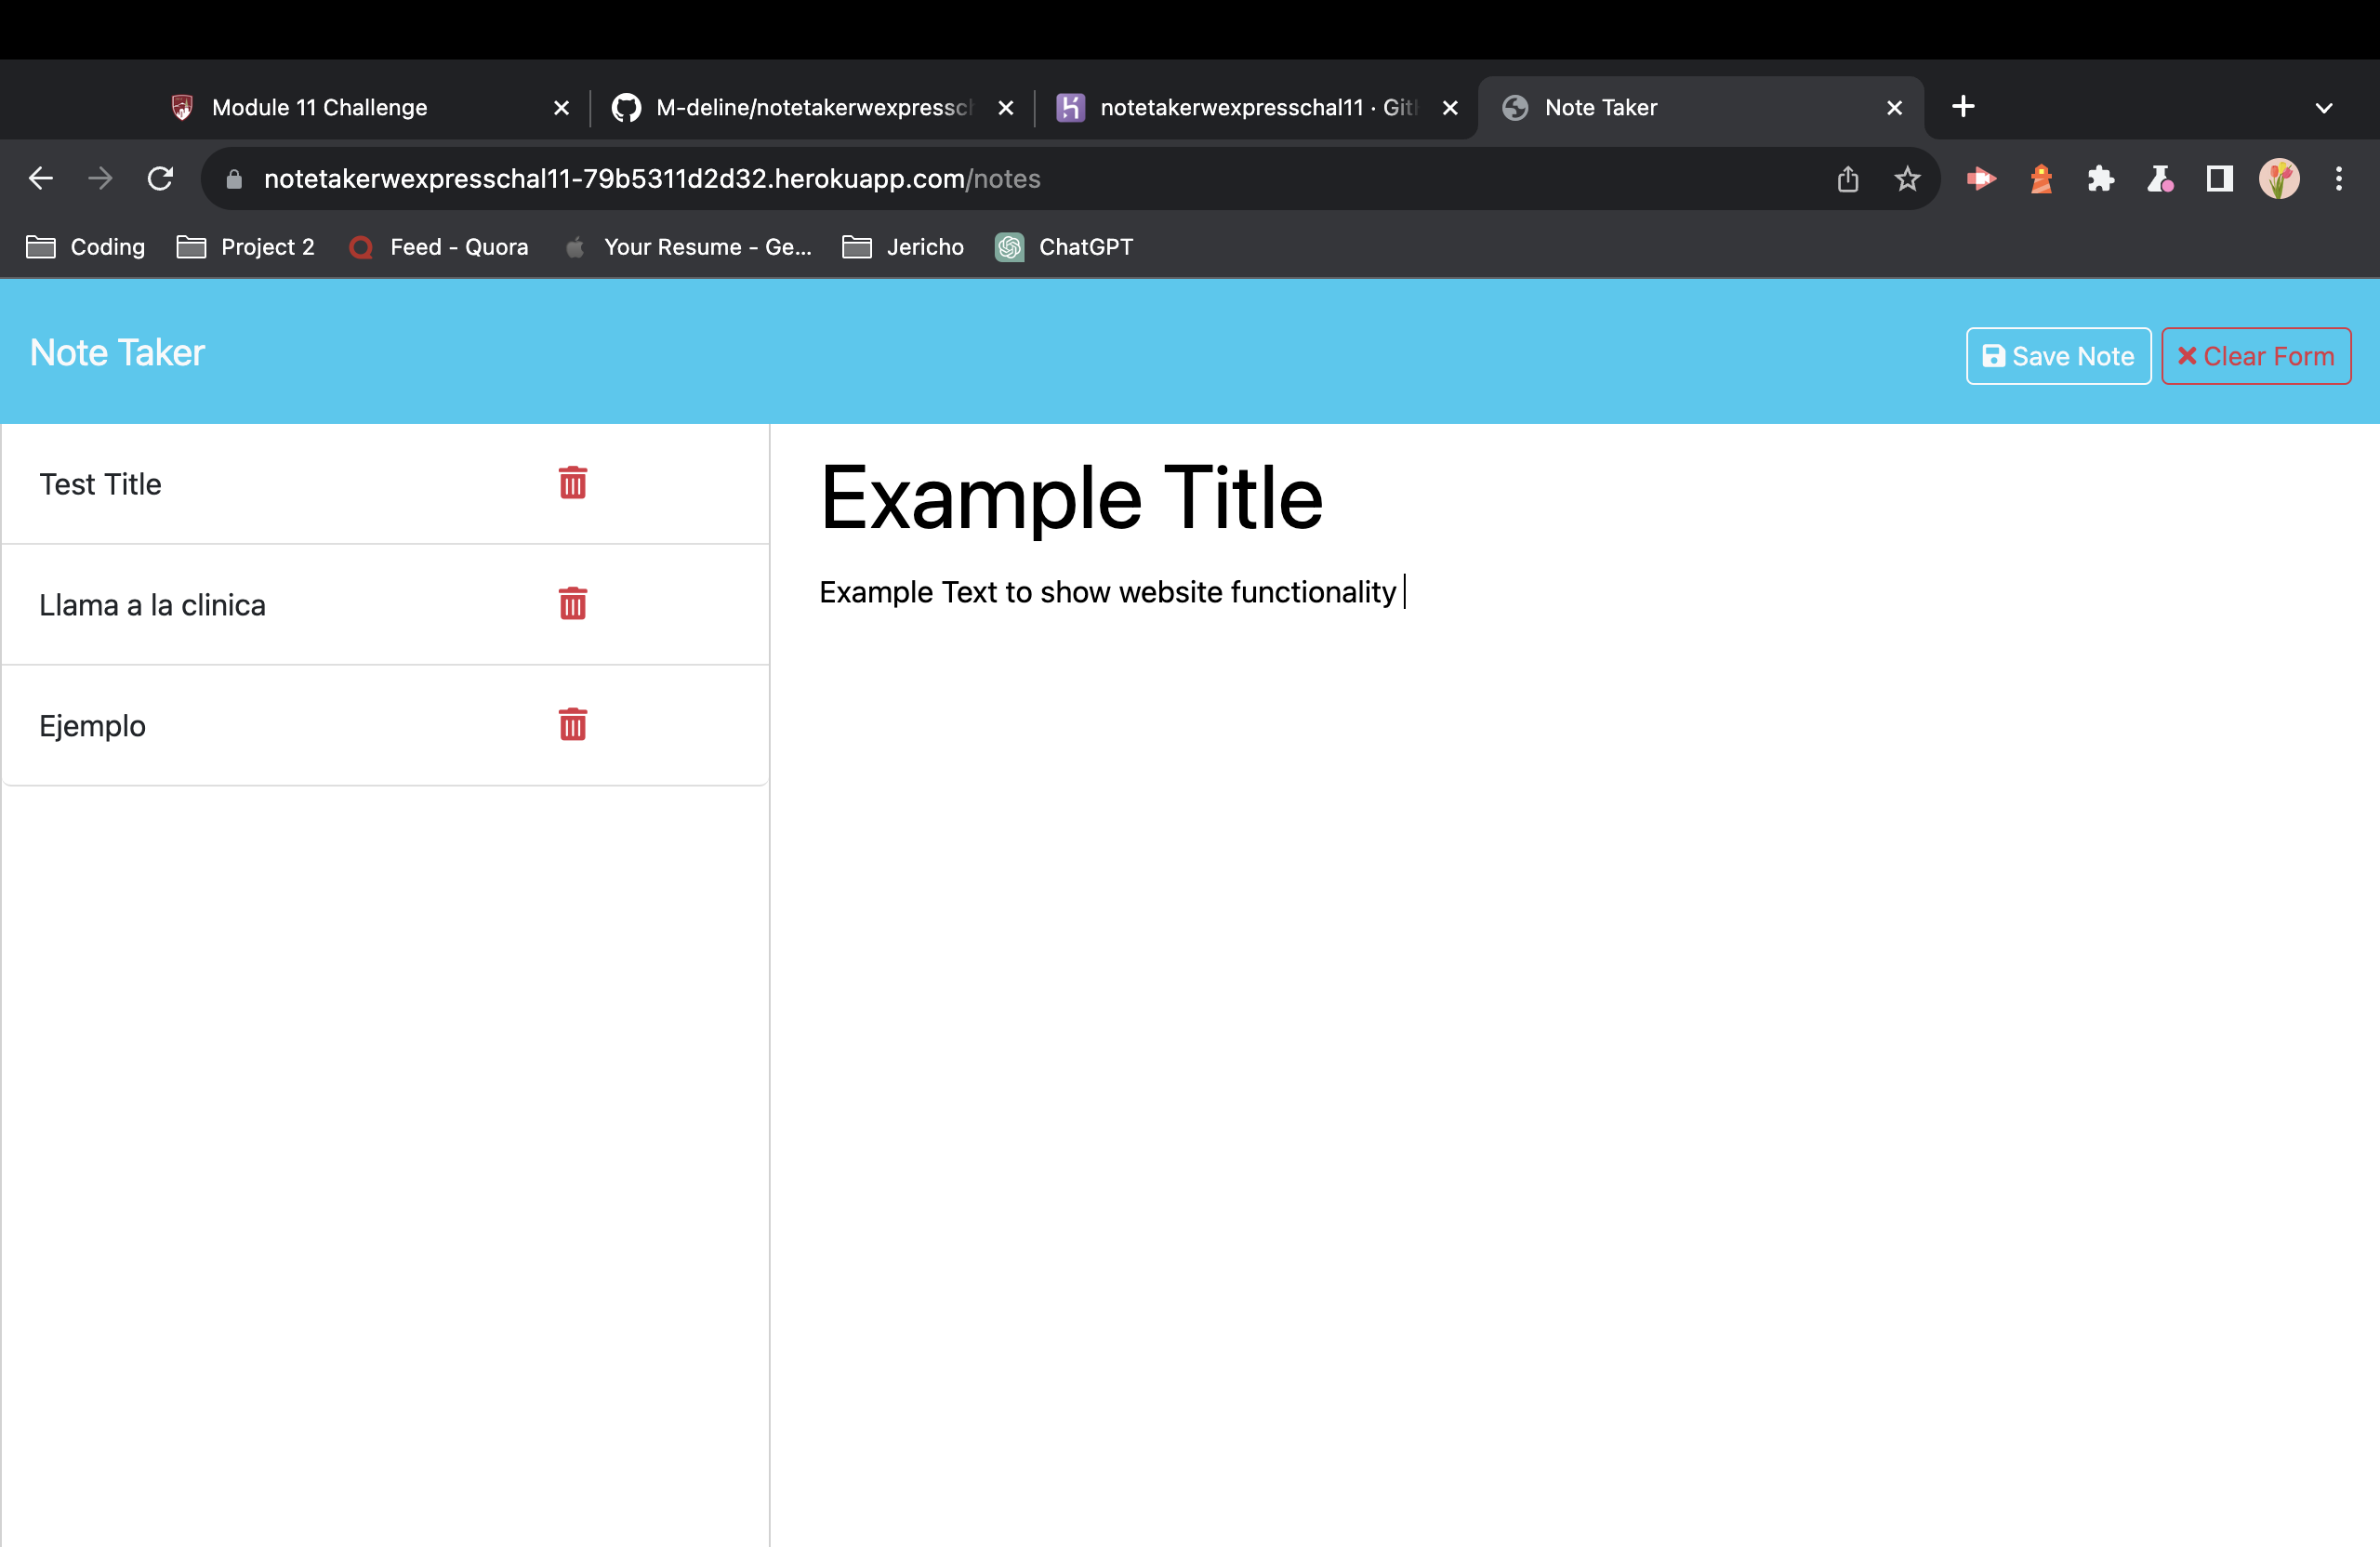 Module 11 Challenge
M-deline/notetakerwexpressch
notetakerwexpresschal11 · Git
Note Taker
notetakerwexpresschal11-79b5311d2d32.herokuapp.com/notes
Coding
Project 2
Feed - Quora
Your Resume - Ge...
Jericho
ChatGPT
Note Taker
Save Note
Clear Form
Test Title
Llama a la clinica
Ejemplo
Example Title
Example Text to show website functionality